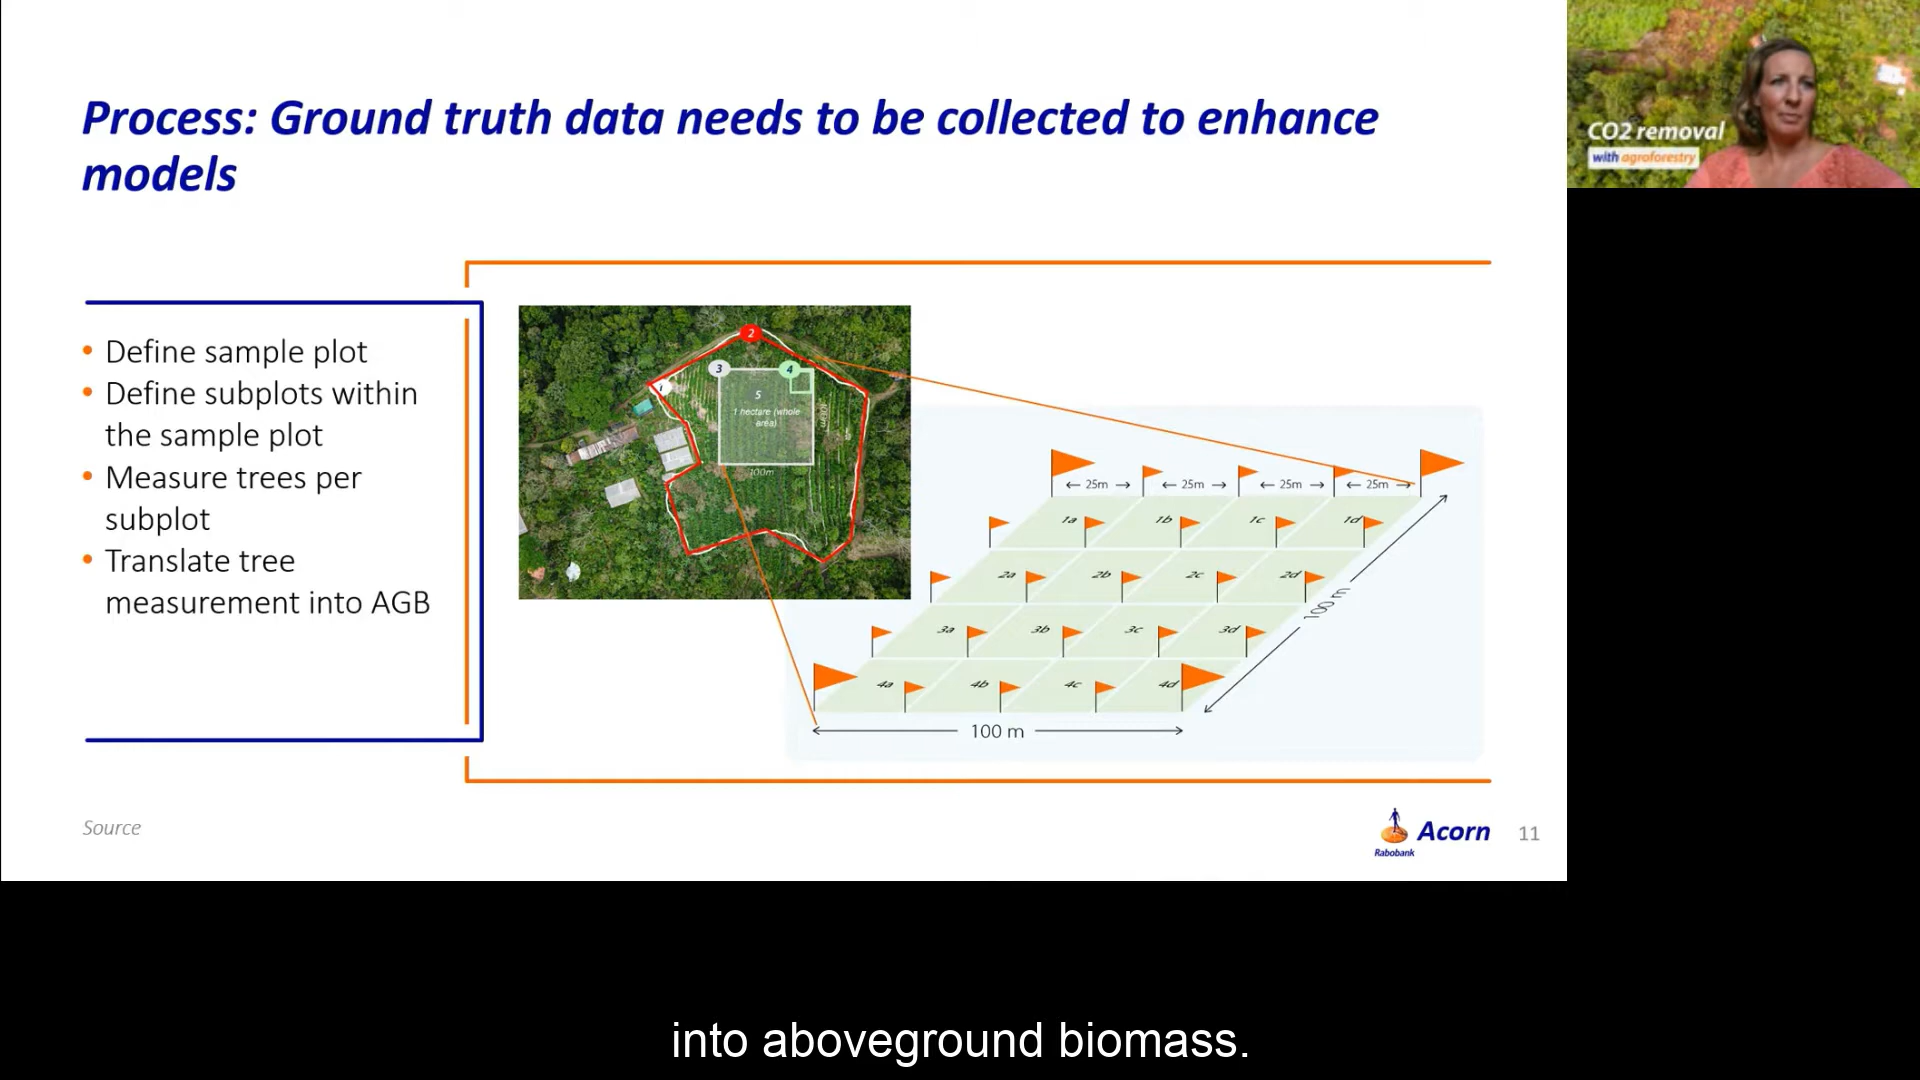 Process: Ground truth data needs to be collected to enhance
models
CO2 removal
with agroforestry
• Define sample plot
• Define subplots within
the sample plot
• Measure trees per
subplot
• Translate tree
measurement into AGB
1
2
3
4
5
1 hectare (whole
area)
100m
100m
25m
25m
25m
25m
1a
1b
1c
1d
2a
2b
2c
2d
3a
3b
3c
3d
4a
4b
4c
4d
100 m
100 m
Source
Acorn
Rabobank
11
into aboveground biomass.